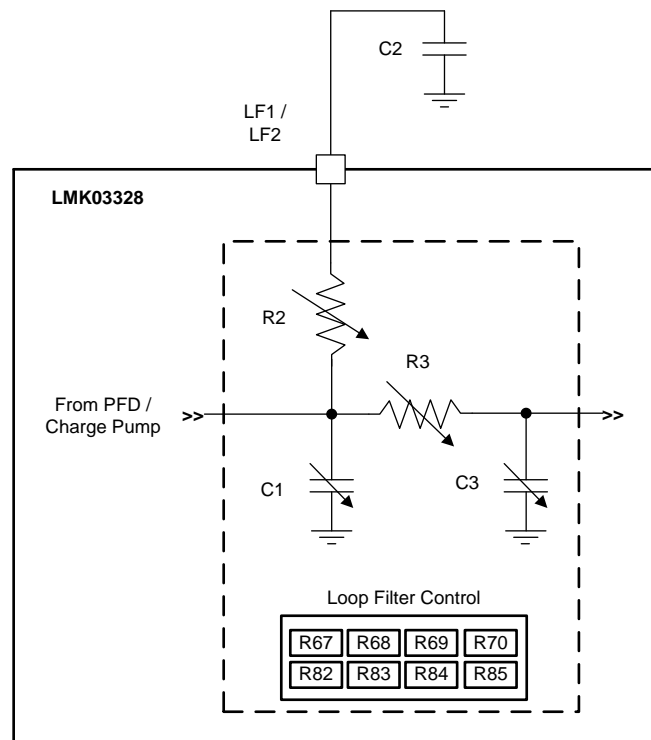 C2
LF1 /
LF2
LMK03328
R2
R3
From PFD /
Charge Pump
>>
>>
C1
C3
Loop Filter Control
R67 R68 R69 R70
R82 R83 R84 R85